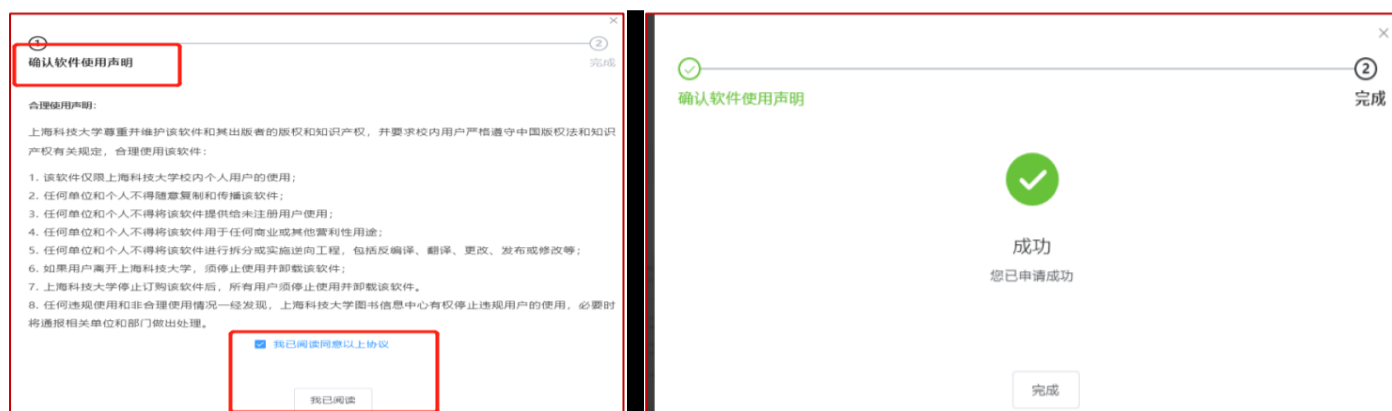 1
2
确认软件使用声明
完成
合理使用声明：
上海科技大学尊重并维护该软件和其出版者的版权和知识产权，并要求校内用户严格遵守中国版权法和知识
产权有关规定，合理使用该软件：
1. 该软件仅限上海科技大学校内个人用户的使用；
2. 任何单位和个人不得随意复制和传播该软件；
3. 任何单位和个人不得将该软件提供给未注册用户使用；
4. 任何单位和个人不得将该软件用于任何商业或其他营利性用途；
5. 任何单位和个人不得将该软件进行拆分或实施逆向工程，包括反编译、翻译、更改、发布或修改等；
6. 如果用户离开上海科技大学，须停止使用并卸载该软件；
7. 上海科技大学停止订购该软件后，所有用户须停止使用并卸载该软件。
8. 任何违规使用和非合理使用情况一经发现，上海科技大学图书信息中心有权停止违规用户的使用，必要时
将通报相关单位和部门做出处理。
我已阅读同意以上协议
我已阅读
2
确认软件使用声明
完成
成功
您已申请成功
完成